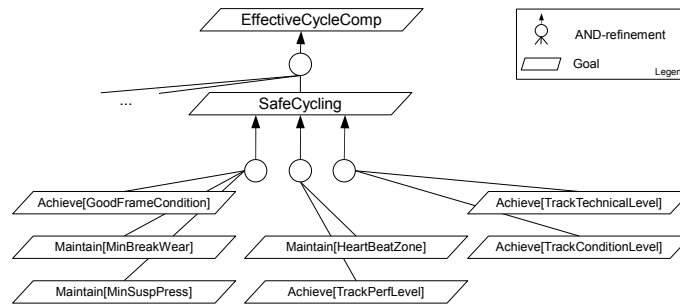 EffectiveCycleComp
AND-refinement
Goal
Legen
...
SafeCycling
Achieve[GoodFrameCondition]
Achieve[TrackTechnicalLevel]
Maintain[MinBreakWear]
Maintain[HeartBeatZone]
Achieve[TrackConditionLevel]
Maintain[MinSuspPress]
Achieve[TrackPerfLevel]